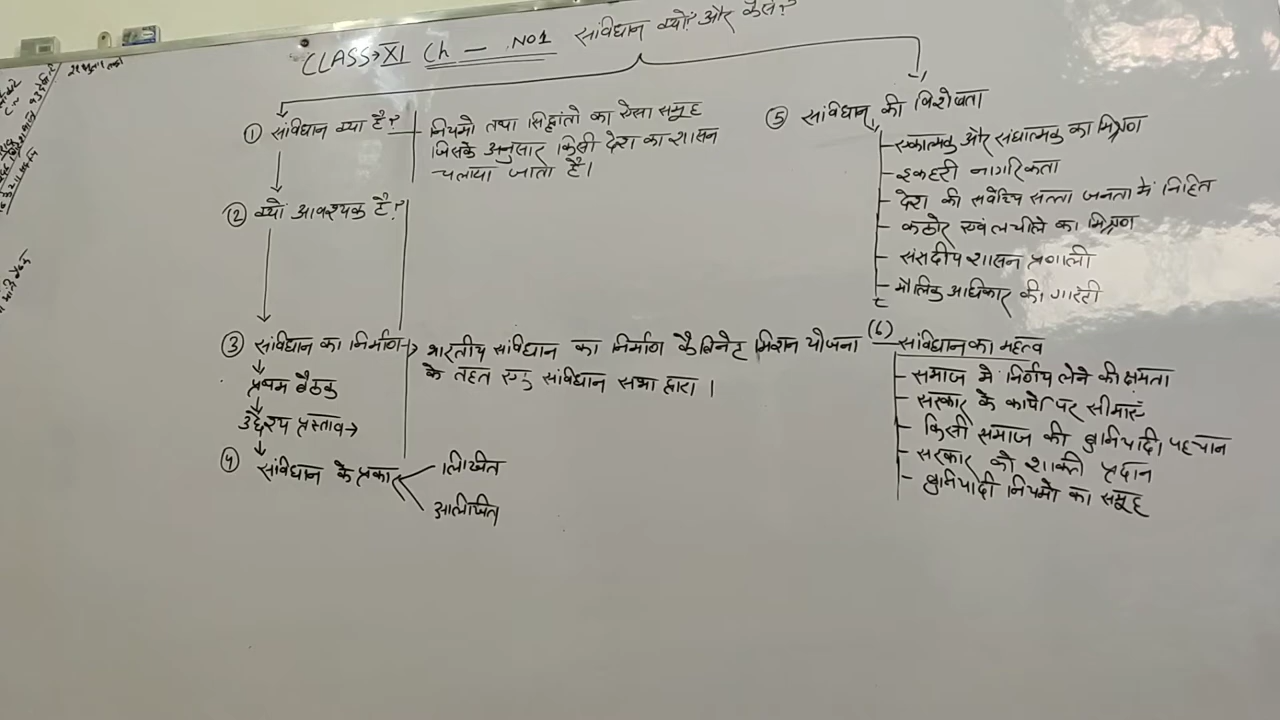 CLASS→XI Ch — NO1 संविधान क्यों और कैसे?
① संविधान क्या है?
नियमो तथा सिद्धांतो का ऐसा समूह
जिसके अनुसार किसी देश का शासन
चलाया जाता है।
② क्यों आवश्यक है?
③ संविधान का निर्माण→ भारतीय संविधान का निर्माण कैबिनेट मिशन योजना
के तहत एक संविधान सभा द्वारा।
प्रथम बैठक
उद्देश्य प्रस्ताव→
④ संविधान के प्रकार
लिखित
अलिखित
⑤ संविधान की विशेषता
- एकात्मक और संघात्मक का मिश्रण
- इकहरी नागरिकता
- देश की सर्वोच्च सत्ता जनता में निहित
- कठोर एवं लचीले का मिश्रण
- संसदीय शासन प्रणाली
- मौलिक अधिकार की गारंटी
(6) संविधान का महत्व
- समाज में निर्णय लेने की क्षमता
- सरकार के कार्यो पर सीमाएं
- किसी समाज की बुनियादी पहचान
- सरकार को शक्ति प्रदान
- बुनियादी नियमो का समूह